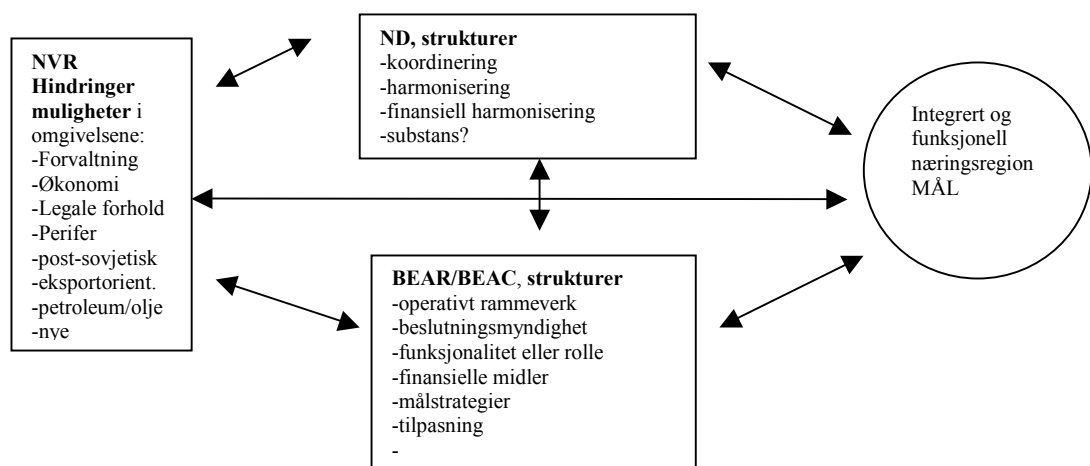 NVR
Hindringer
muligheter i
omgivelsene:
-Forvaltning
-Økonomi
-Legale forhold
-Perifer
-post-sovjetisk
-eksportorient.
-petroleum/olje
-nye
ND, strukturer
-koordinering
-harmonisering
-finansiell harmonisering
-substans?
BEAR/BEAC, strukturer
-operativt rammeverk
-beslutningsmyndighet
-funksjonalitet eller rolle
-finansielle midler
-målstrategier
-tilpasning
-
Integrert og
funksjonell
næringsregion
MÅL